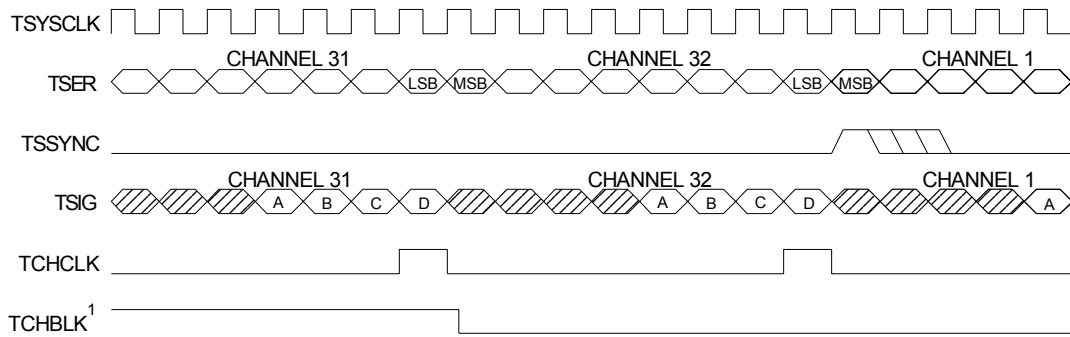 TSYSCLK
CHANNEL 31 CHANNEL 32 CHANNEL 1
TSER LSB MSB LSB MSB
TSSYNC
CHANNEL 31 CHANNEL 32 CHANNEL 1
TSIG A B C D A B C D A
TCHCLK
TCHBLK1